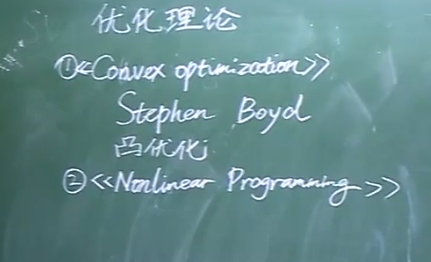 优化理论
①<<Convex optimization>>
Stephen Boyd
凸优化
②<<Nonlinear Programming>>